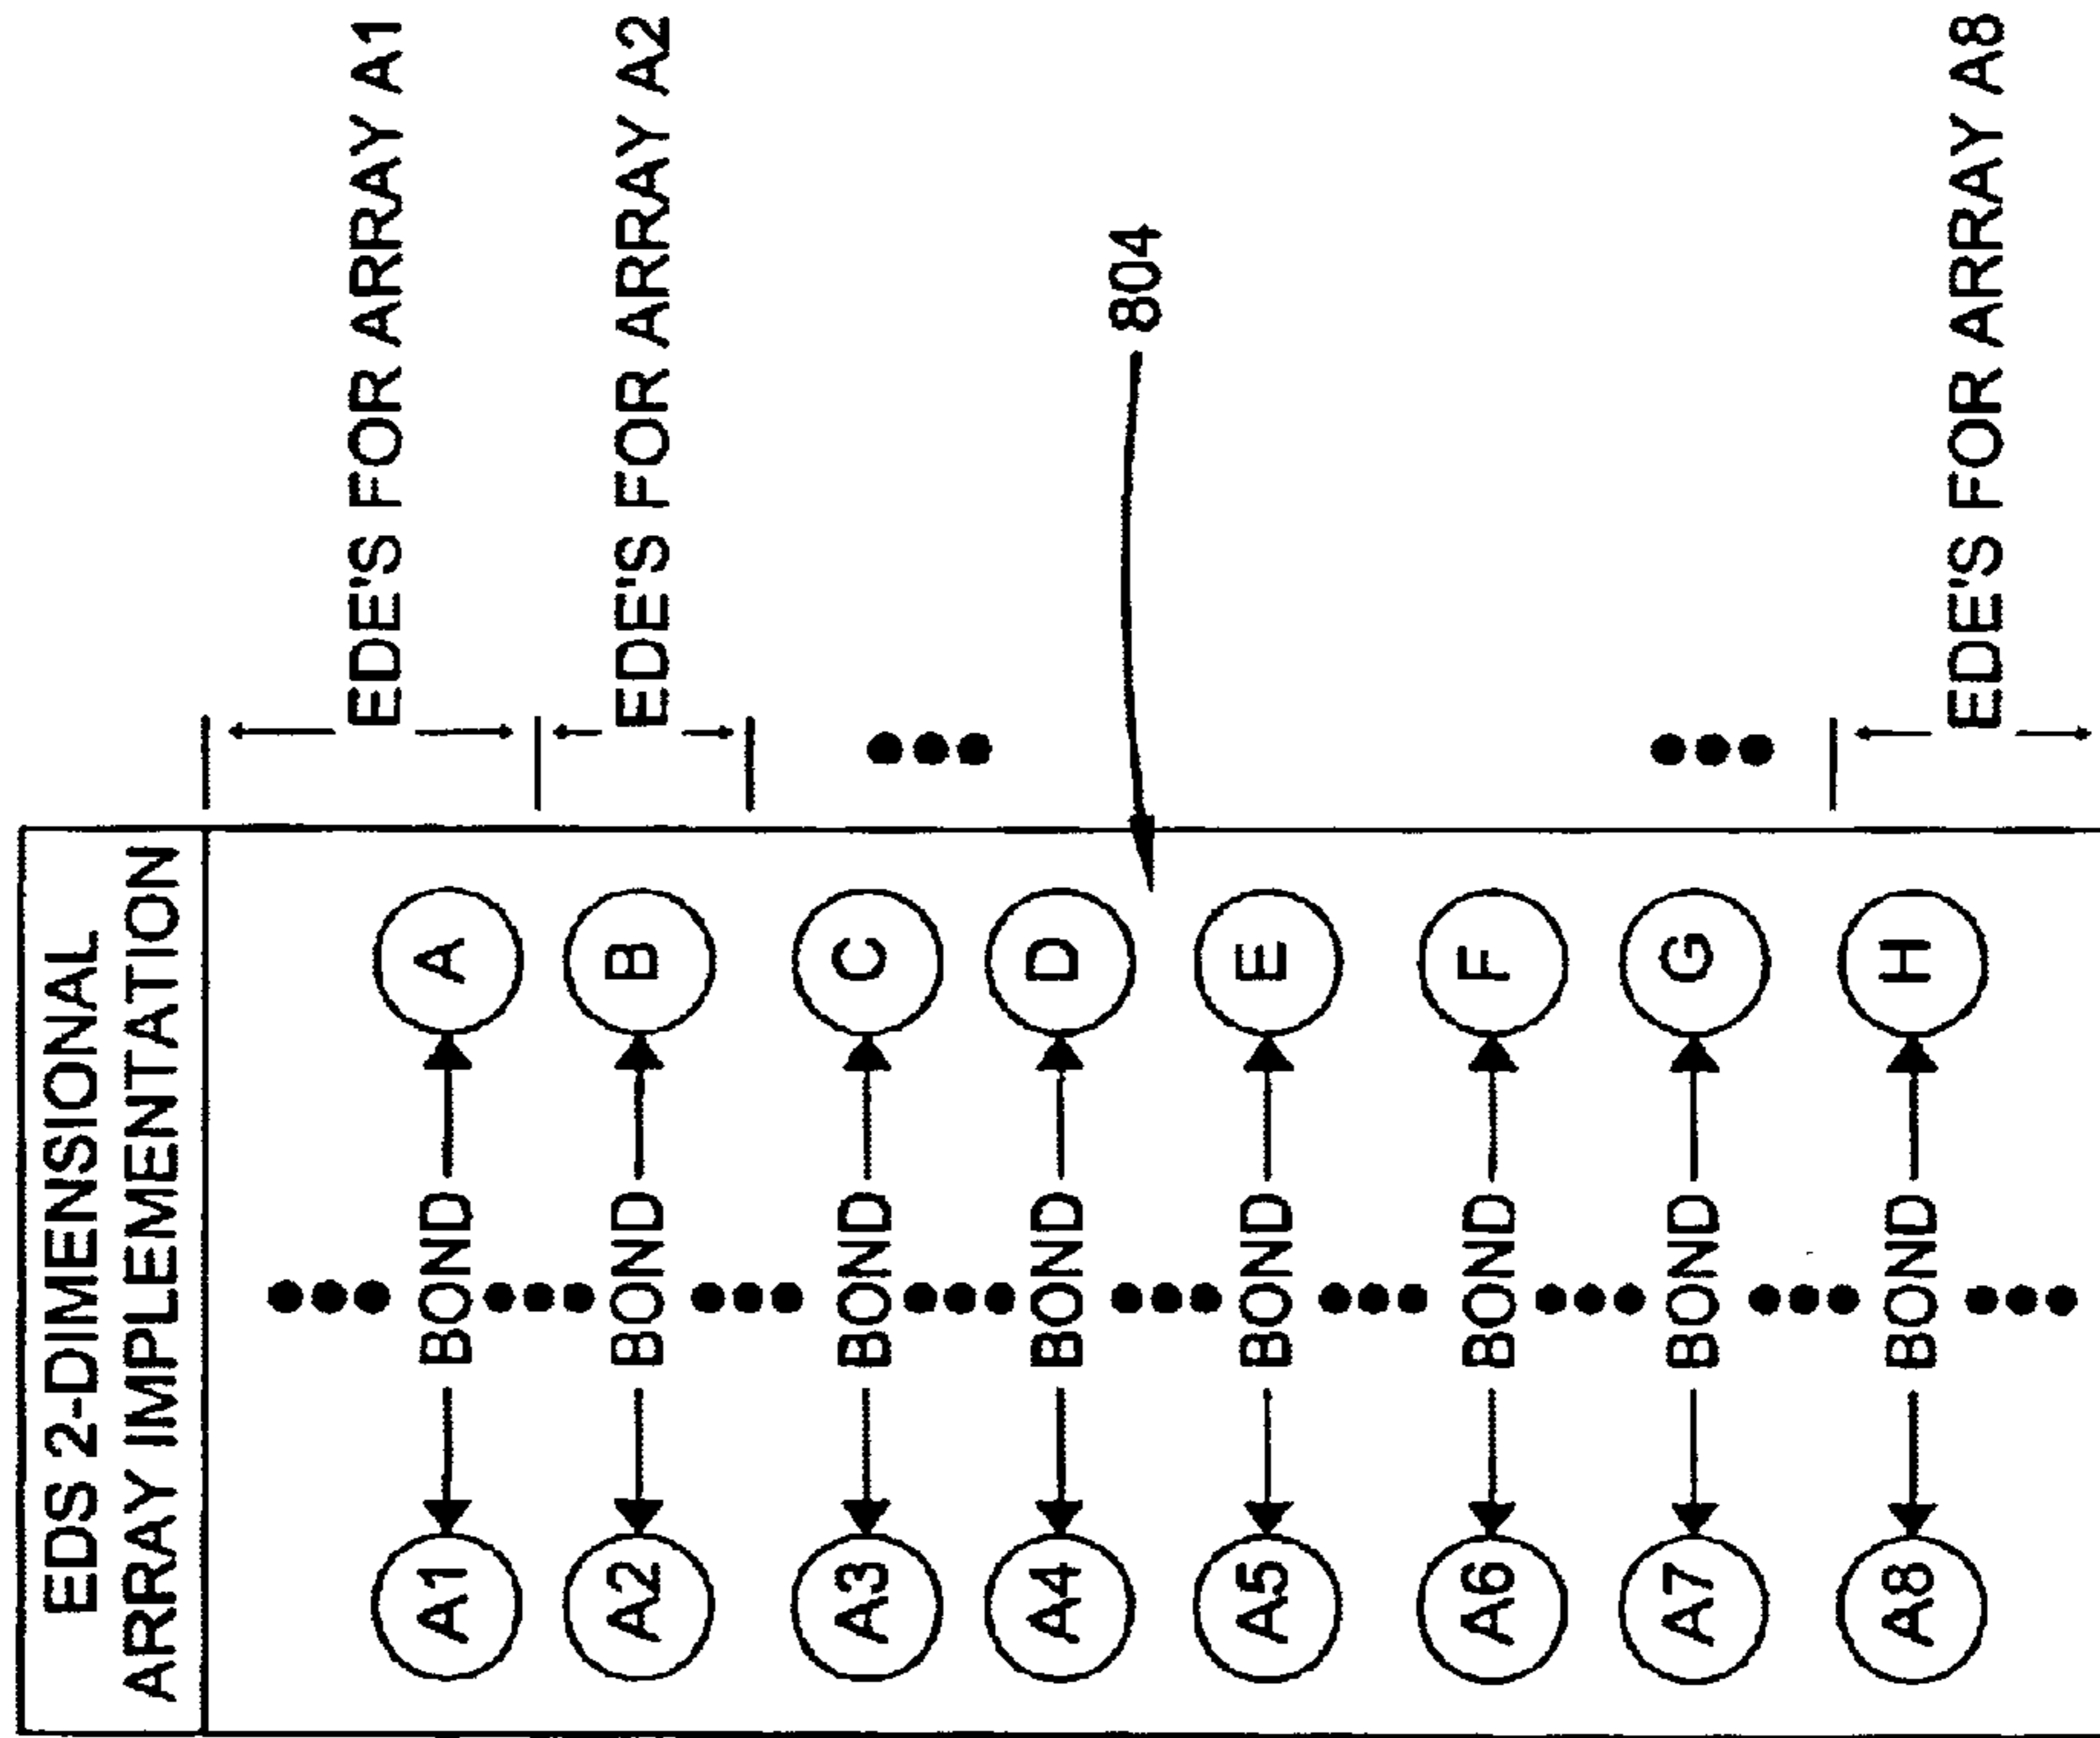 EDS 2-DIMENSIONAL
ARRAY IMPLEMENTATION
A1 BOND A
A2 BOND B
A3 BOND C
A4 BOND D
A5 BOND E
A6 BOND F
A7 BOND G
A8 BOND H
EDE'S FOR ARRAY A1
EDE'S FOR ARRAY A2
804
EDE'S FOR ARRAY A8